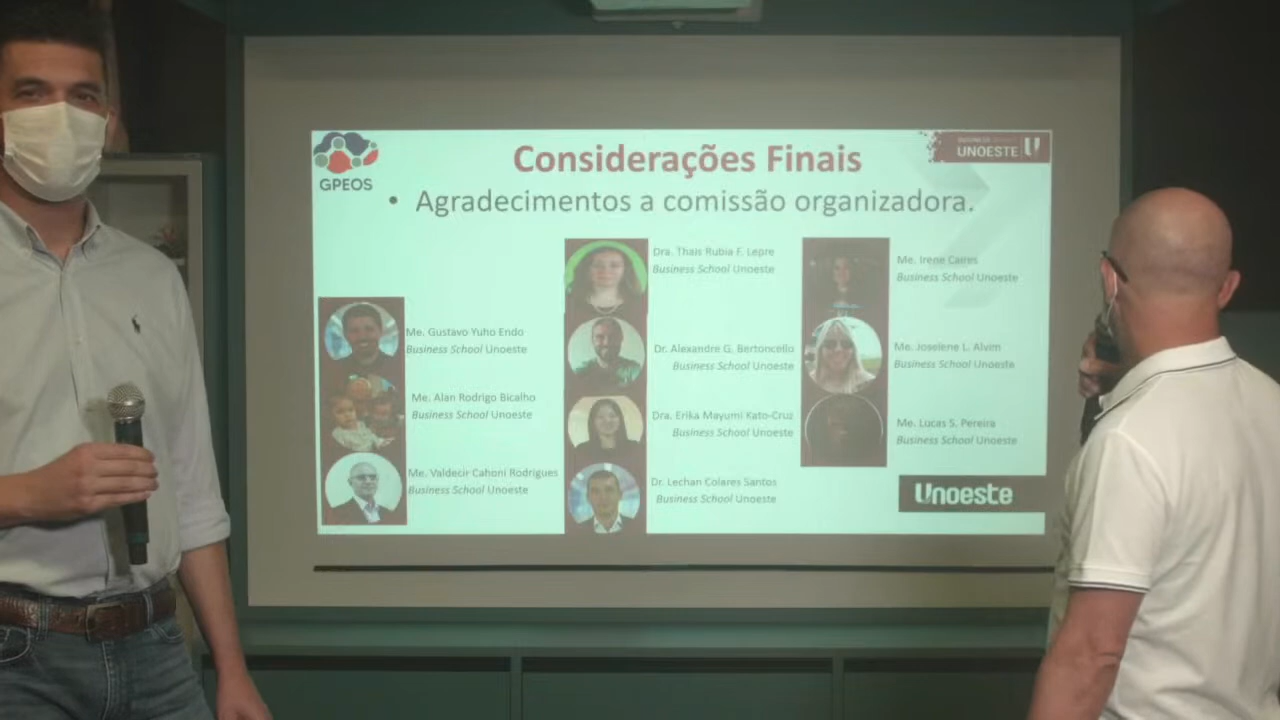 GPEOS
UNOESTE
Considerações Finais
• Agradecimentos a comissão organizadora.
Me. Gustavo Yuho Endo
Business School Unoeste
Me. Alan Rodrigo Bicalho
Business School Unoeste
Me. Valdecir Cahoni Rodrigues
Business School Unoeste
Dra. Thais Rubia F. Lepre
Business School Unoeste
Dr. Alexandre G. Bertoncello
Business School Unoeste
Dra. Erika Mayumi Kato-Cruz
Business School Unoeste
Dr. Lechan Colares Santos
Business School Unoeste
Me. Irene Caires
Business School Unoeste
Me. Joselene L. Alvim
Business School Unoeste
Me. Lucas S. Pereira
Business School Unoeste
Unoeste